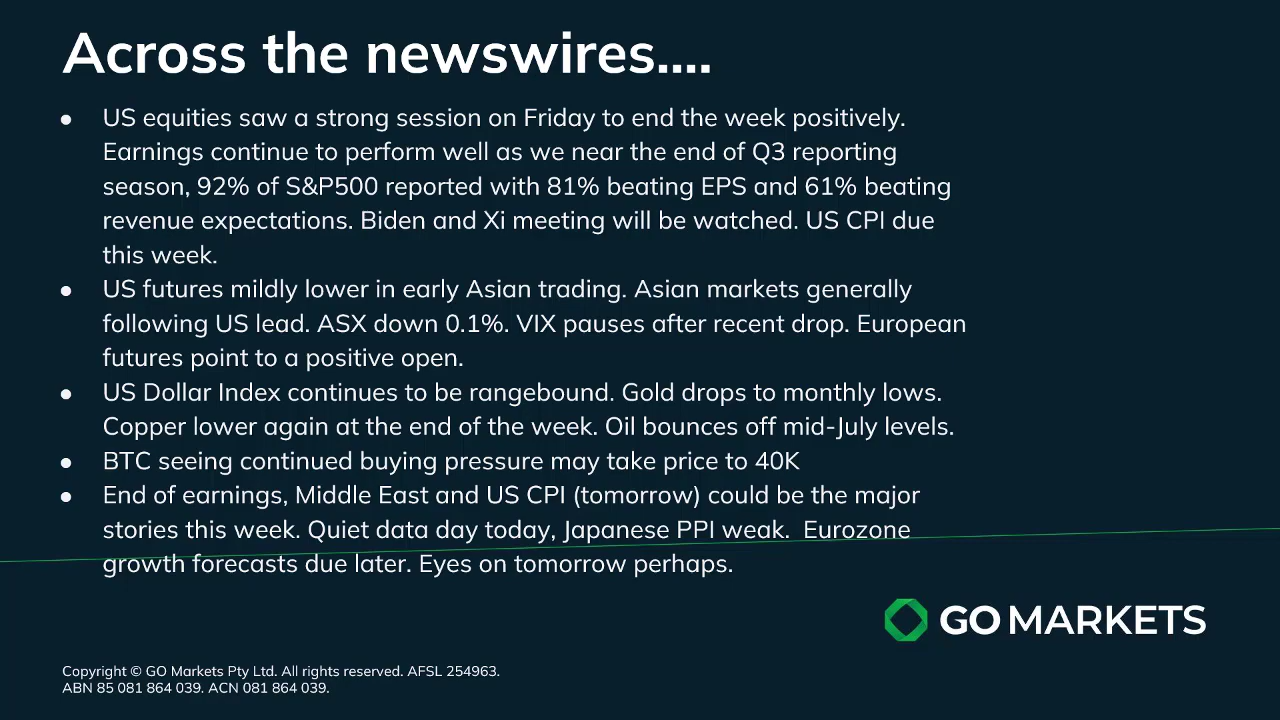 Across the newswires....
● US equities saw a strong session on Friday to end the week positively.
Earnings continue to perform well as we near the end of Q3 reporting
season, 92% of S&P500 reported with 81% beating EPS and 61% beating
revenue expectations. Biden and Xi meeting will be watched. US CPI due
this week.
● US futures mildly lower in early Asian trading. Asian markets generally
following US lead. ASX down 0.1%. VIX pauses after recent drop. European
futures point to a positive open.
● US Dollar Index continues to be rangebound. Gold drops to monthly lows.
Copper lower again at the end of the week. Oil bounces off mid-July levels.
● BTC seeing continued buying pressure may take price to 40K
● End of earnings, Middle East and US CPI (tomorrow) could be the major
stories this week. Quiet data day today, Japanese PPI weak.  Eurozone
growth forecasts due later. Eyes on tomorrow perhaps.
GO MARKETS
Copyright © GO Markets Pty Ltd. All rights reserved. AFSL 254963.
ABN 85 081 864 039. ACN 081 864 039.